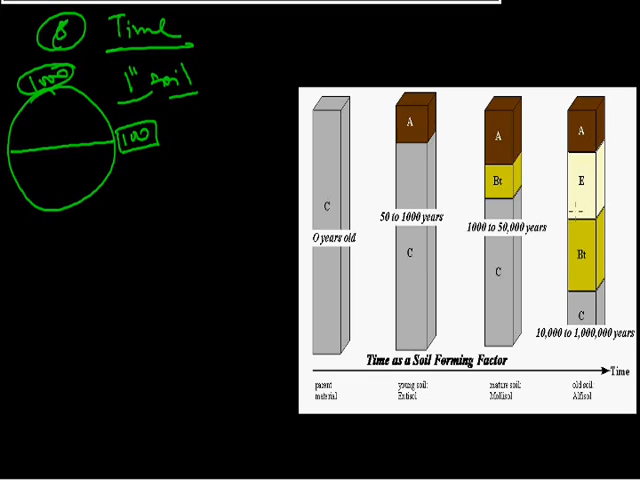 B Time
1000 1" soil
100
A
A
A
Bt
E
C
50 to 1000 years
1000 to 50,000 years
0 years old
C
C
Bt
C
10,000 to 1,000,000 years
Time as a Soil Forming Factor
Time
parent material
young soil: Entisol
mature soil: Mollisol
old soil: Alfisol